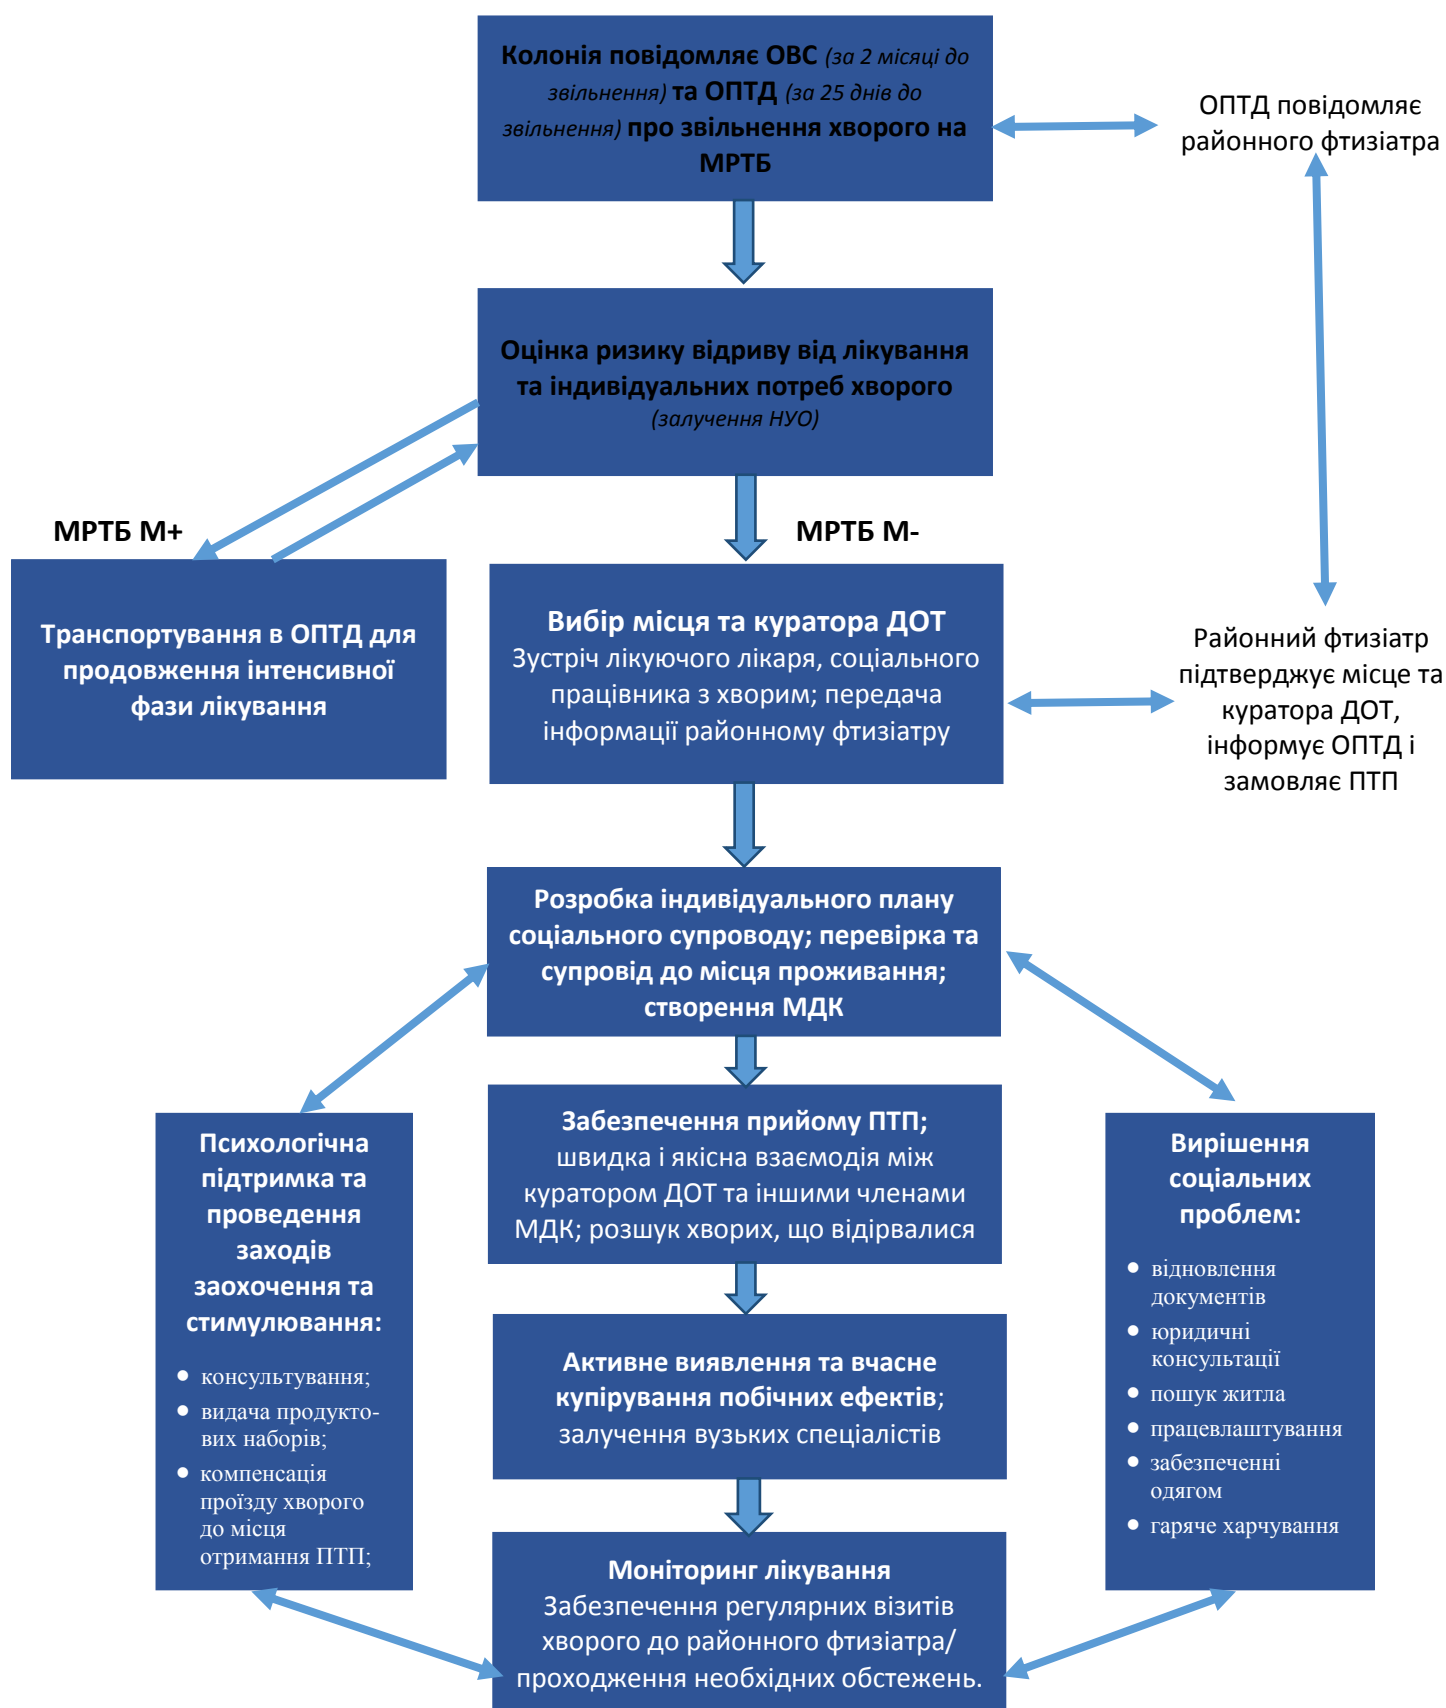 Колонія повідомляє ОВС (за 2 місяці до
звільнення) та ОПТД (за 25 днів до
звільнення) про звільнення хворого на
МРТБ
ОПТД повідомляє
районного фтизіатра
Оцінка ризику відриву від лікування
та індивідуальних потреб хворого
(залучення НУО)
МРТБ М+
МРТБ М-
Транспортування в ОПТД для
продовження інтенсивної
фази лікування
Вибір місця та куратора ДОТ
Зустріч лікуючого лікаря, соціального
працівника з хворим; передача
інформації районному фтизіатру
Районний фтизіатр
підтверджує місце та
куратора ДОТ,
інформує ОПТД і
замовляє ПТП
Розробка індивідуального плану
соціального супроводу; перевірка та
супровід до місця проживання;
створення МДК
Психологічна
підтримка та
проведення
заходів
заохочення та
стимулювання:
• консультування;
• видача продукто-
вих наборів;
• компенсація
проїзду хворого
до місця
отримання ПТП;
Забезпечення прийому ПТП;
швидка і якісна взаємодія між
куратором ДОТ та іншими членами
МДК; розшук хворих, що відірвалися
Активне виявлення та вчасне
купірування побічних ефектів;
залучення вузьких спеціалістів
Моніторинг лікування
Забезпечення регулярних візитів
хворого до районного фтизіатра/
проходження необхідних обстежень.
Вирішення
соціальних
проблем:
• відновлення
документів
• юридичні
консультації
• пошук житла
• працевлаштування
• забезпеченні
одягом
• гаряче харчування